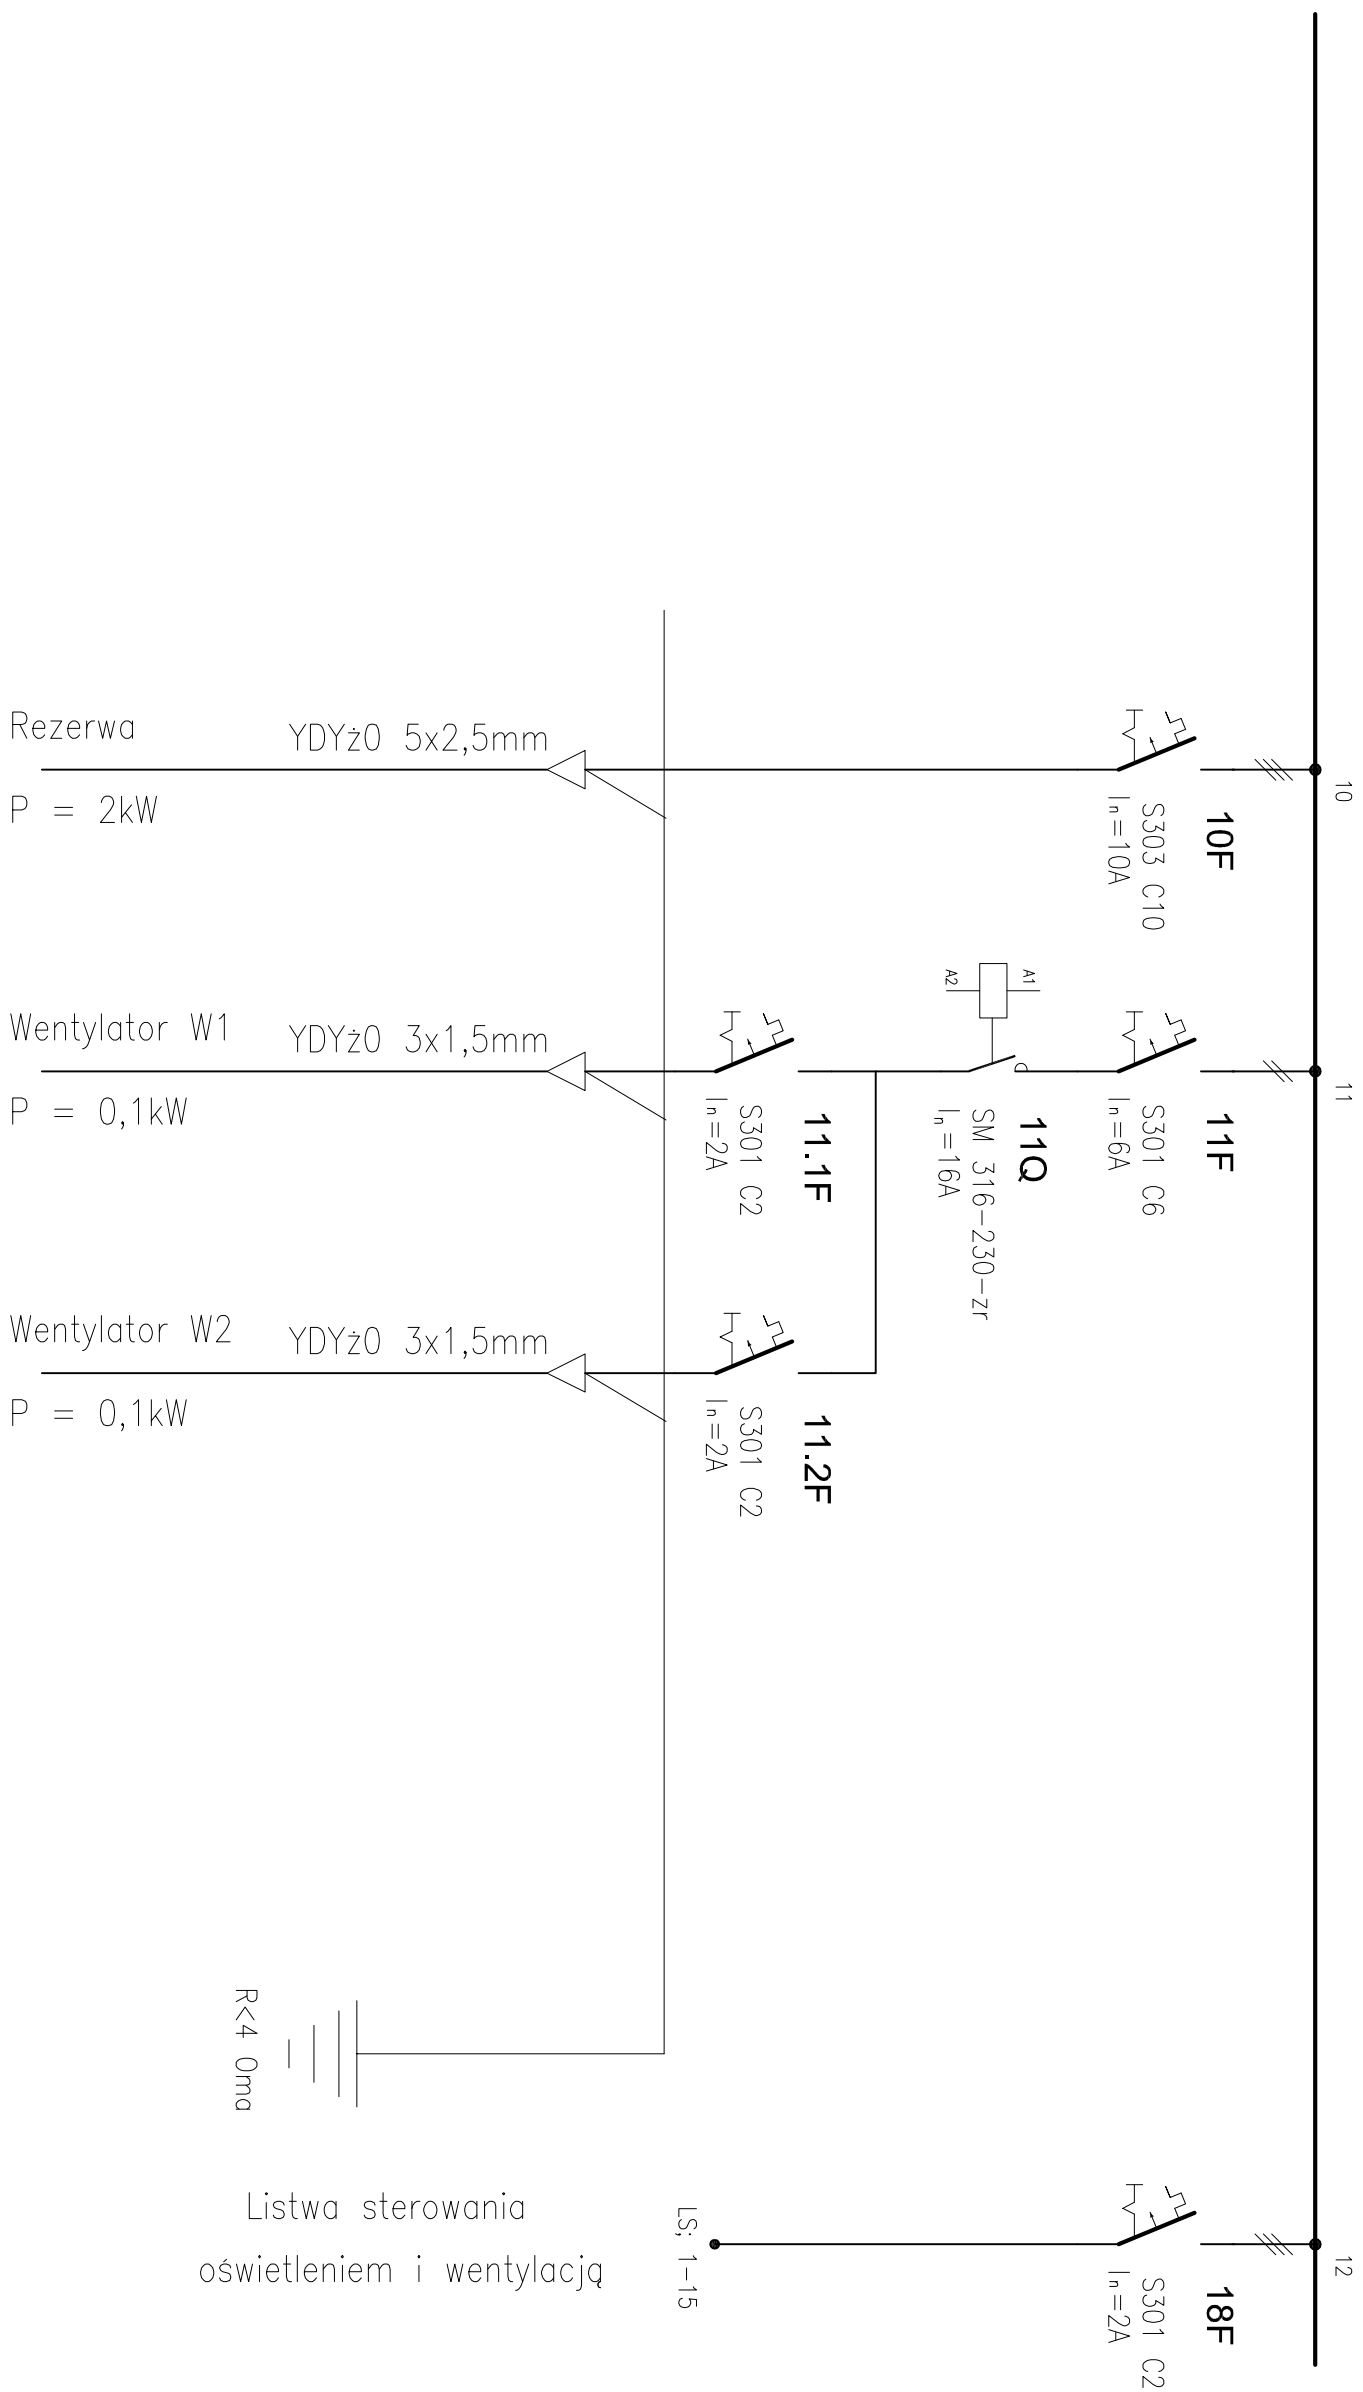 10
10F
S303 C10
In=10A
YDYżO 5x2,5mm
Rezerwa
P = 2kW
11
11F
S301 C6
In=6A
A1
A2
11Q
SM 316-230-zr
In=16A
11.1F
S301 C2
In=2A
YDYżO 3x1,5mm
Wentylator W1
P = 0,1kW
11.2F
S301 C2
In=2A
YDYżO 3x1,5mm
Wentylator W2
P = 0,1kW
R<4 Oma
12
18F
S301 C2
In=2A
LS; 1-15
Listwa sterowania
oświetleniem i wentylacją